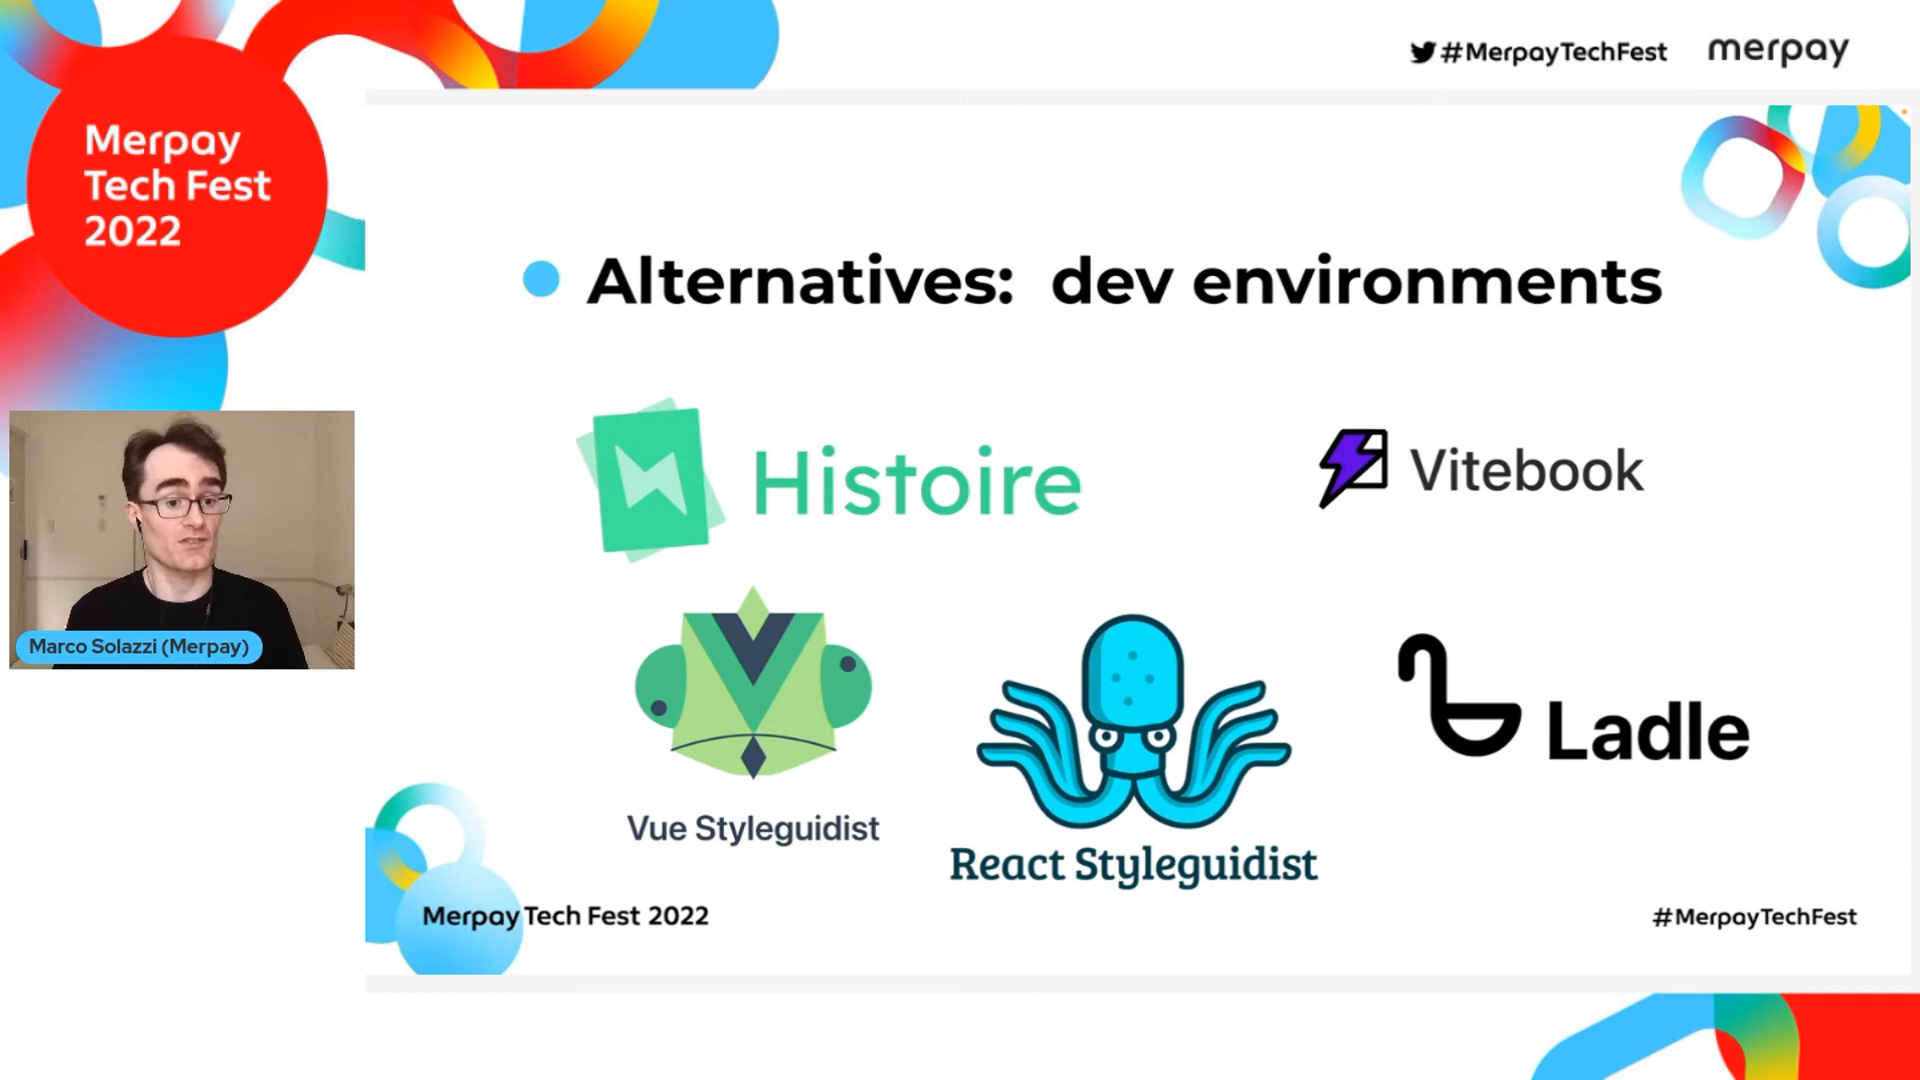 #MerpayTechFest
merpay
Merpay
Tech Fest
2022
Alternatives: dev environments
Histoire
Vitebook
Vue Styleguidist
React Styleguidist
Ladle
Marco Solazzi (Merpay)
Merpay Tech Fest 2022
#MerpayTechFest